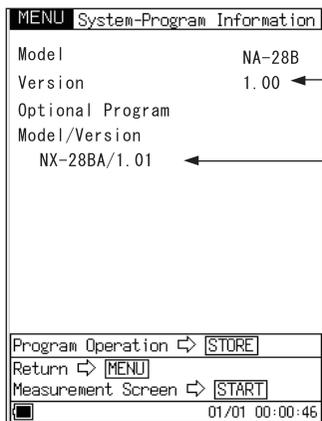 MENU System-Program Information
Model NA-28B
Version 1.00
Optional Program
Model/Version
NX-28BA/1.01
Program Operation ⇨ STORE
Return ⇨ MENU
Measurement Screen ⇨ START
01/01 00:00:46